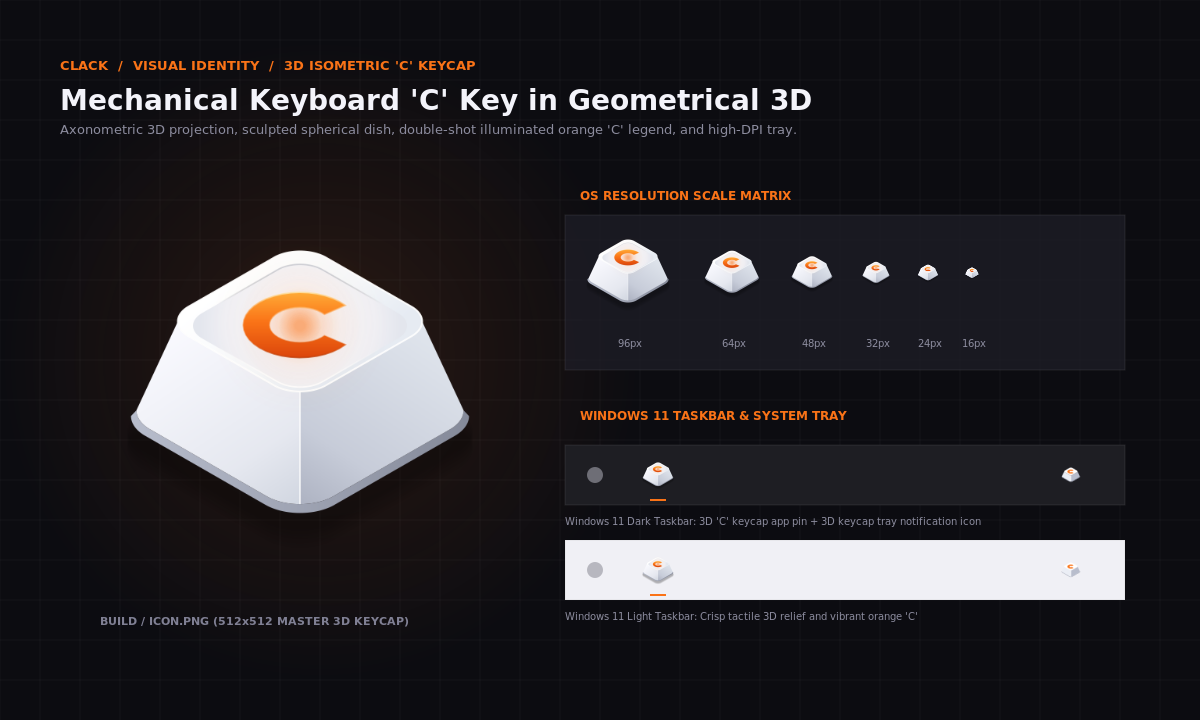 CLACK / VISUAL IDENTITY / 3D ISOMETRIC 'C' KEYCAP
Mechanical Keyboard 'C' Key in Geometrical 3D
Axonometric 3D projection, sculpted spherical dish, double-shot illuminated orange 'C' legend, and high-DPI tray.
OS RESOLUTION SCALE MATRIX
C C C C C C
C
96px 64px 48px 32px 24px 16px
WINDOWS 11 TASKBAR & SYSTEM TRAY
C C
Windows 11 Dark Taskbar: 3D 'C' keycap app pin + 3D keycap tray notification icon
C C
Windows 11 Light Taskbar: Crisp tactile 3D relief and vibrant orange 'C'
BUILD / ICON.PNG (512x512 MASTER 3D KEYCAP)